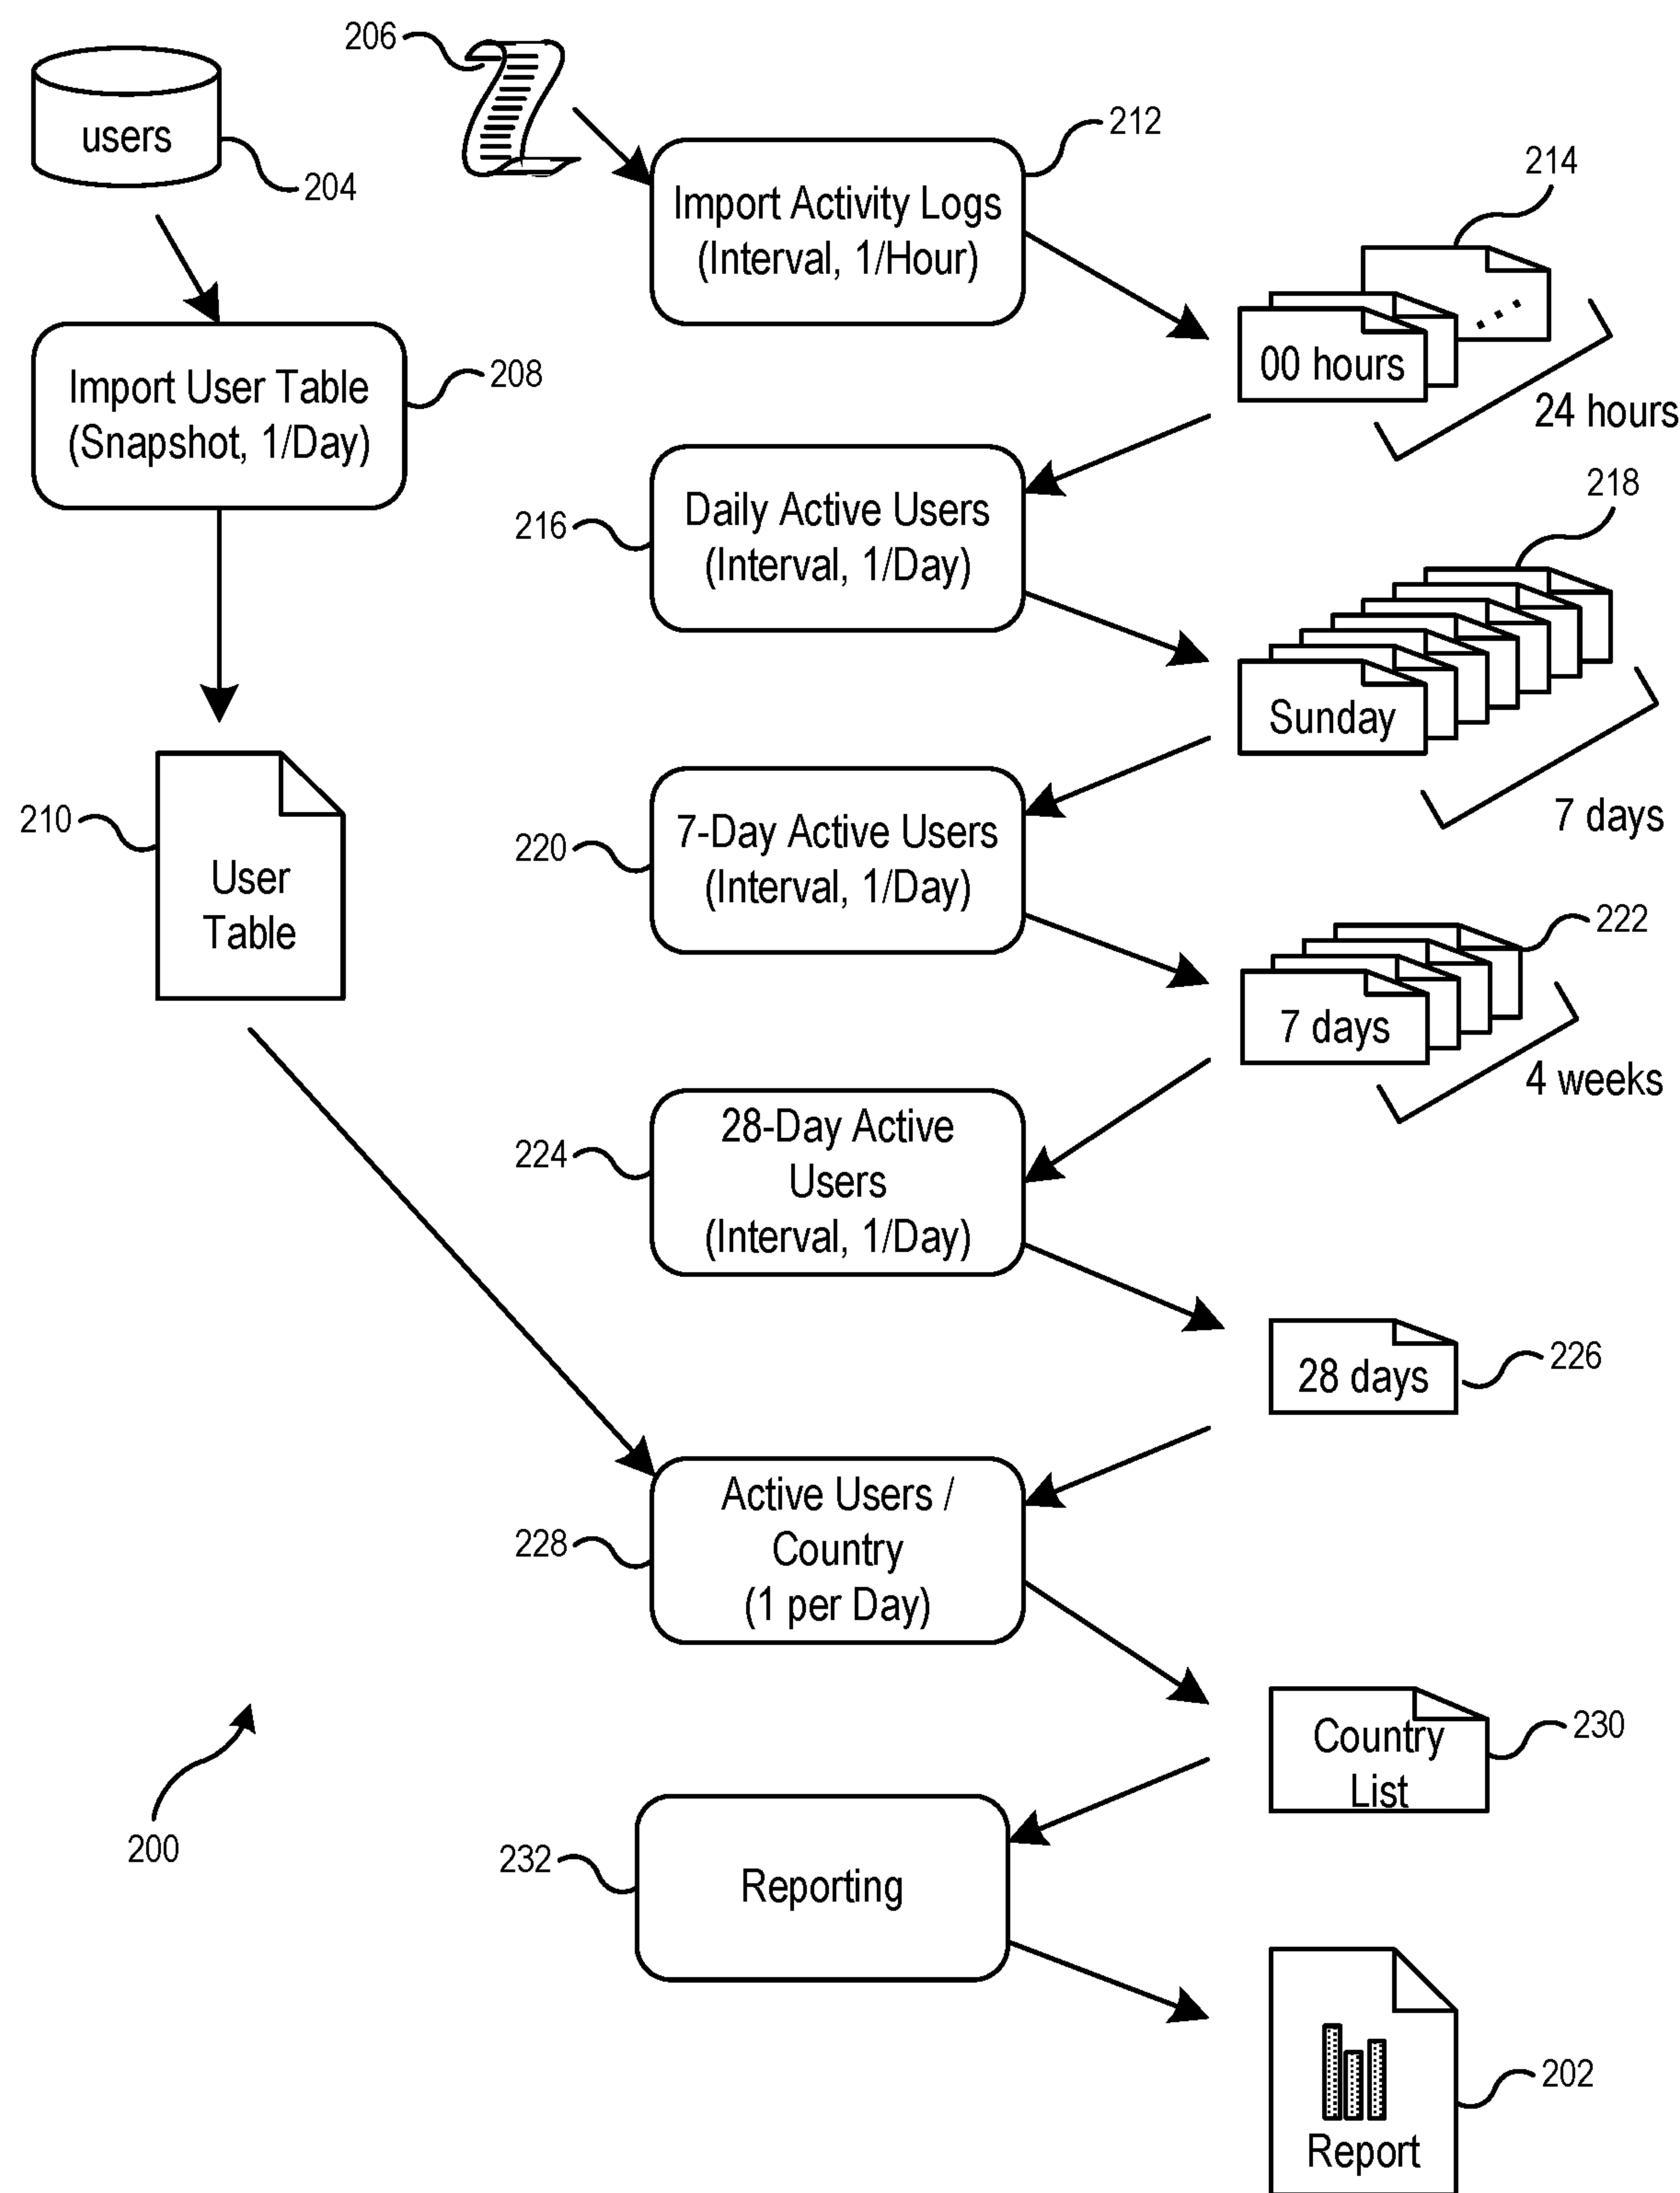 206
users
204
212
Import Activity Logs
(Interval, 1/Hour)
214
00 hours
24 hours
Import User Table
(Snapshot, 1/Day)
208
216
Daily Active Users
(Interval, 1/Day)
218
Sunday
7 days
210
User
Table
220
7-Day Active Users
(Interval, 1/Day)
222
7 days
4 weeks
224
28-Day Active
Users
(Interval, 1/Day)
28 days
226
228
Active Users /
Country
(1 per Day)
Country
List
230
200
232
Reporting
202
Report